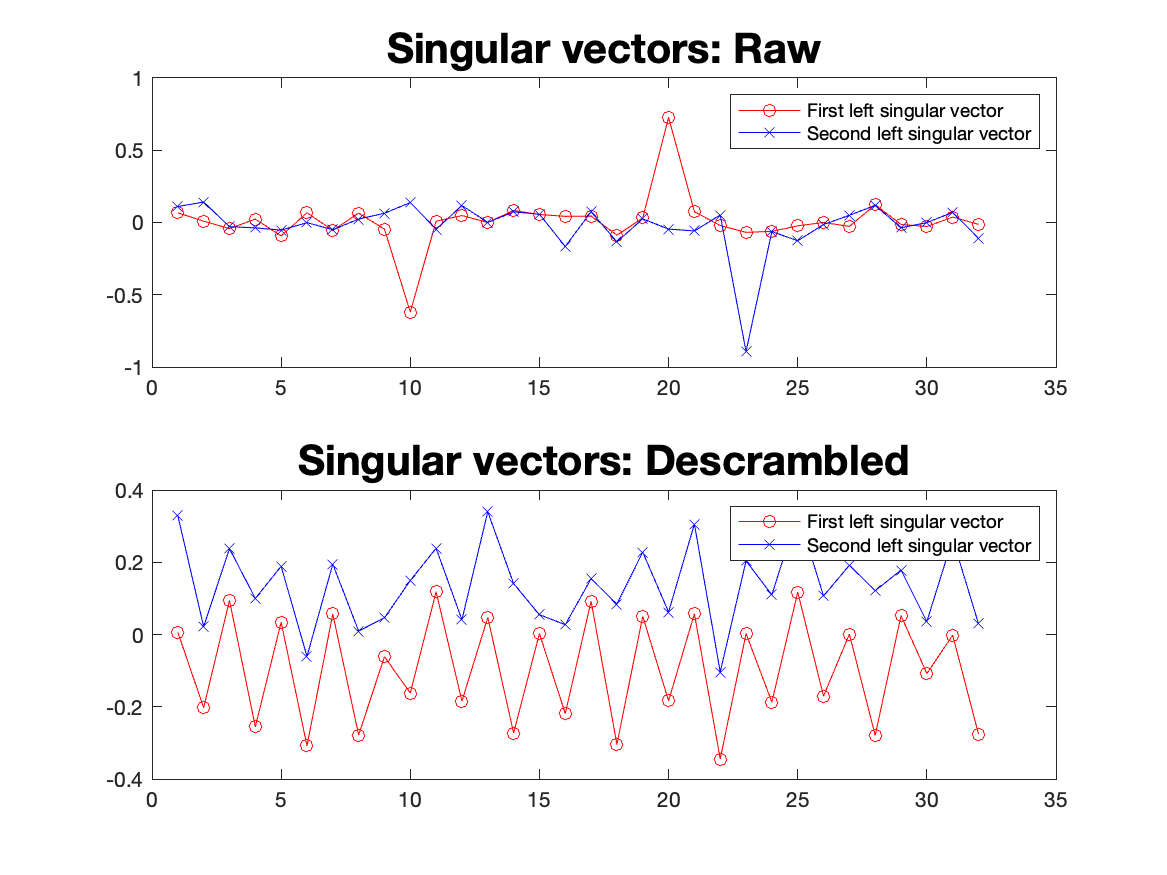 Singular vectors: Raw
1
0.5
0
-0.5
-1
0 5 10 15 20 25 30 35
First left singular vector
Second left singular vector
Singular vectors: Descrambled
0.4
0.2
0
-0.2
-0.4
0 5 10 15 20 25 30 35
First left singular vector
Second left singular vector